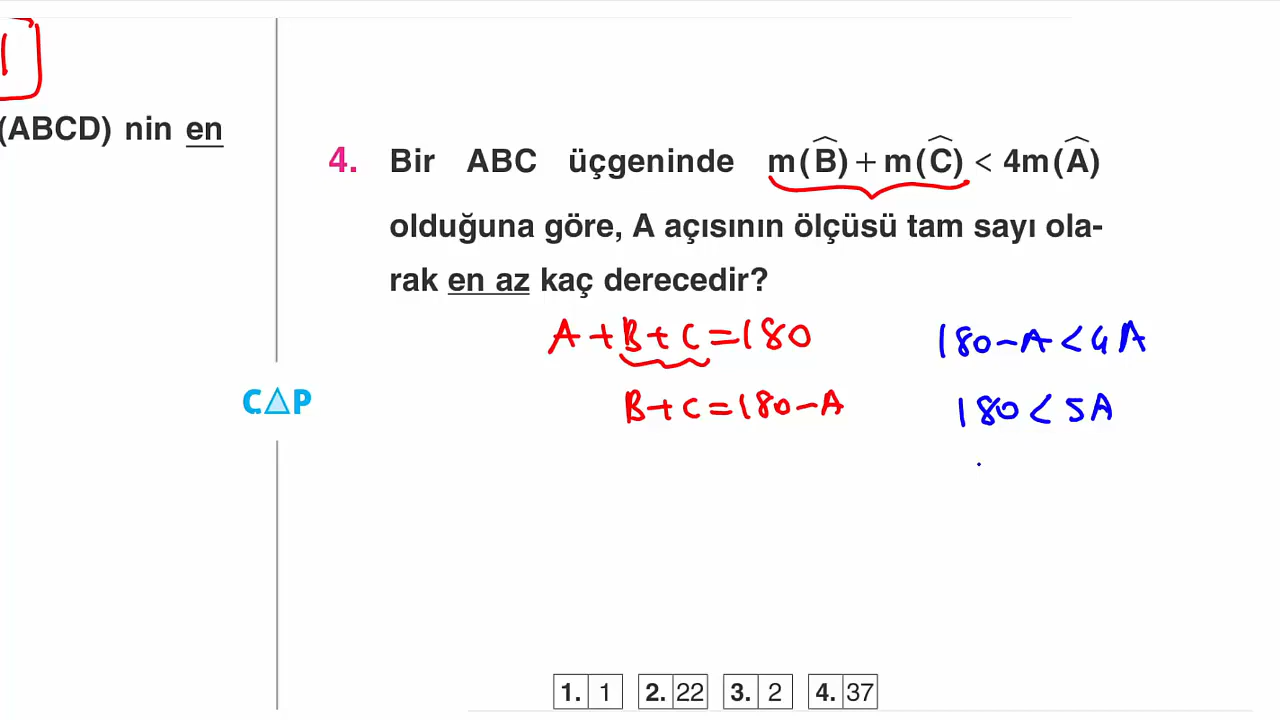 1
(ABCD) nin en
4. Bir ABC üçgeninde m(B̂) + m(Ĉ) < 4m(Â)
olduğuna göre, A açısının ölçüsü tam sayı ola-
rak en az kaç derecedir?
A+B+C=180
B+C=180-A
180-A<4A
180<5A
CAP
1. 1 2. 22 3. 2 4. 37